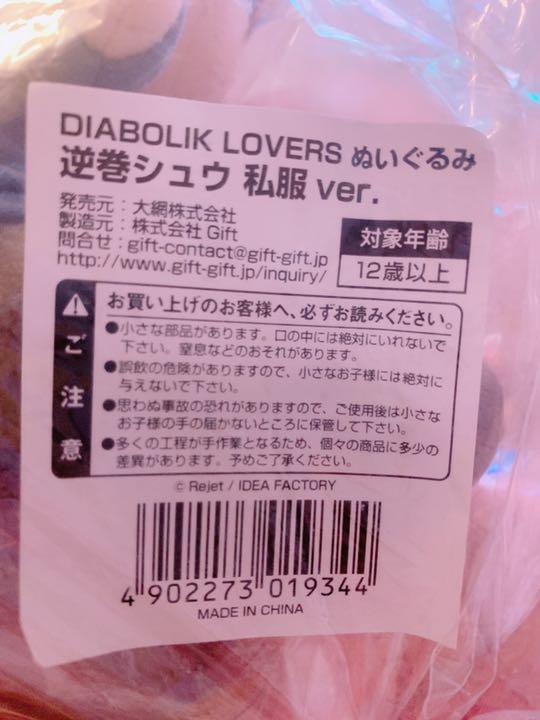 DIABOLIK LOVERS ぬいぐるみ
逆巻シュウ 私服 ver.
発売元：大網株式会社
製造元：株式会社 Gift
問合せ：gift-contact@gift-gift.jp
http://www.gift-gift.jp/inquiry/
対象年齢
12歳以上
ご注意
お買い上げのお客様へ、必ずお読みください。
●小さな部品があります。口の中には絶対にいれないで
下さい。窒息などのおそれがあります。
●誤飲の危険がありますので、小さなお子様には絶対に
与えないで下さい。
●思わぬ事故の恐れがありますので、ご使用後は小さな
お子様の手の届かないところに保管して下さい。
●多くの工程が手作業となるため、個々の商品に多少の
差異があります。予めご了承ください。
© Rejet / IDEA FACTORY
4 902273 019344
MADE IN CHINA